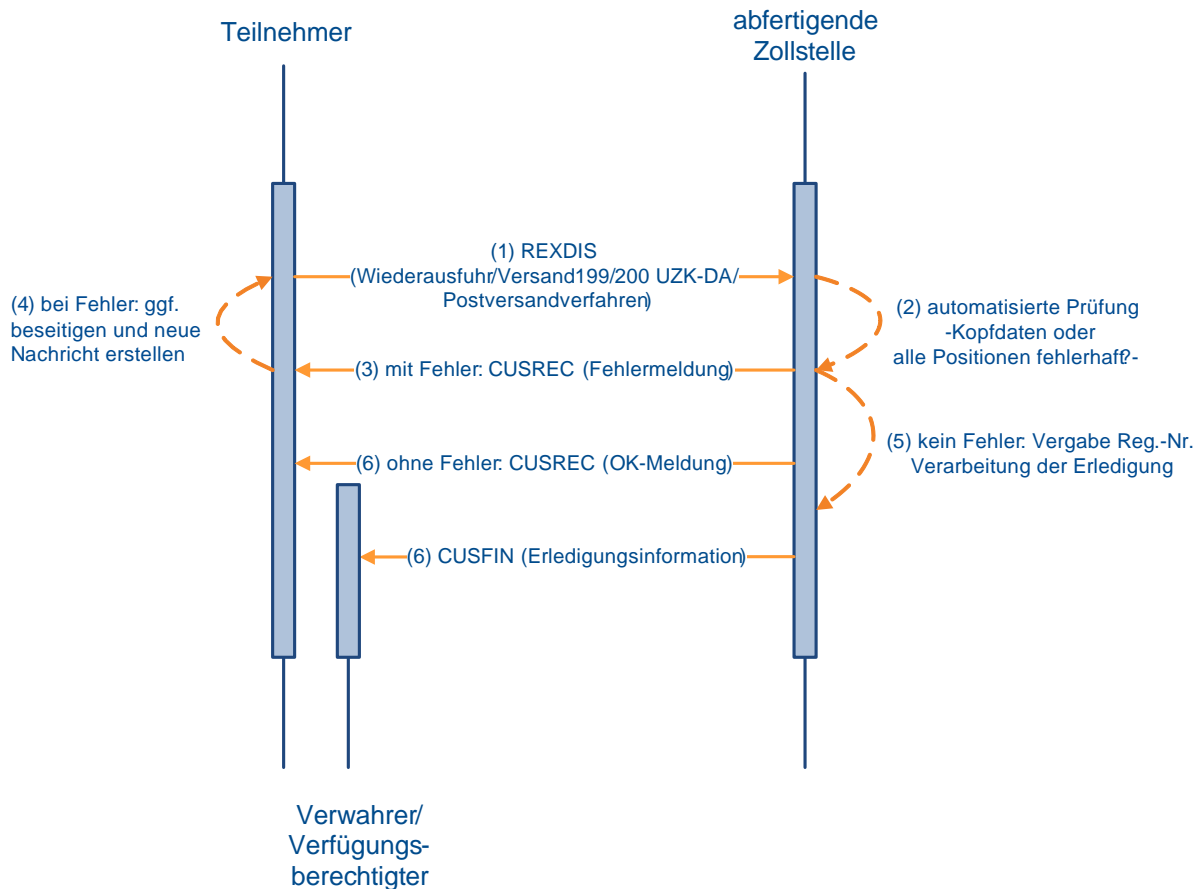 Teilnehmer
abfertigende
Zollstelle
(1) REXDIS
(Wiederausfuhr/Versand199/200 UZK-DA/
Postversandverfahren)
(4) bei Fehler: ggf.
beseitigen und neue
Nachricht erstellen
(2) automatisierte Prüfung
-Kopfdaten oder
alle Positionen fehlerhaft?-
(3) mit Fehler: CUSREC (Fehlermeldung)
(5) kein Fehler: Vergabe Reg.-Nr.
Verarbeitung der Erledigung
(6) ohne Fehler: CUSREC (OK-Meldung)
(6) CUSFIN (Erledigungsinformation)
Verwahrer/
Verfügungs-
berechtigter